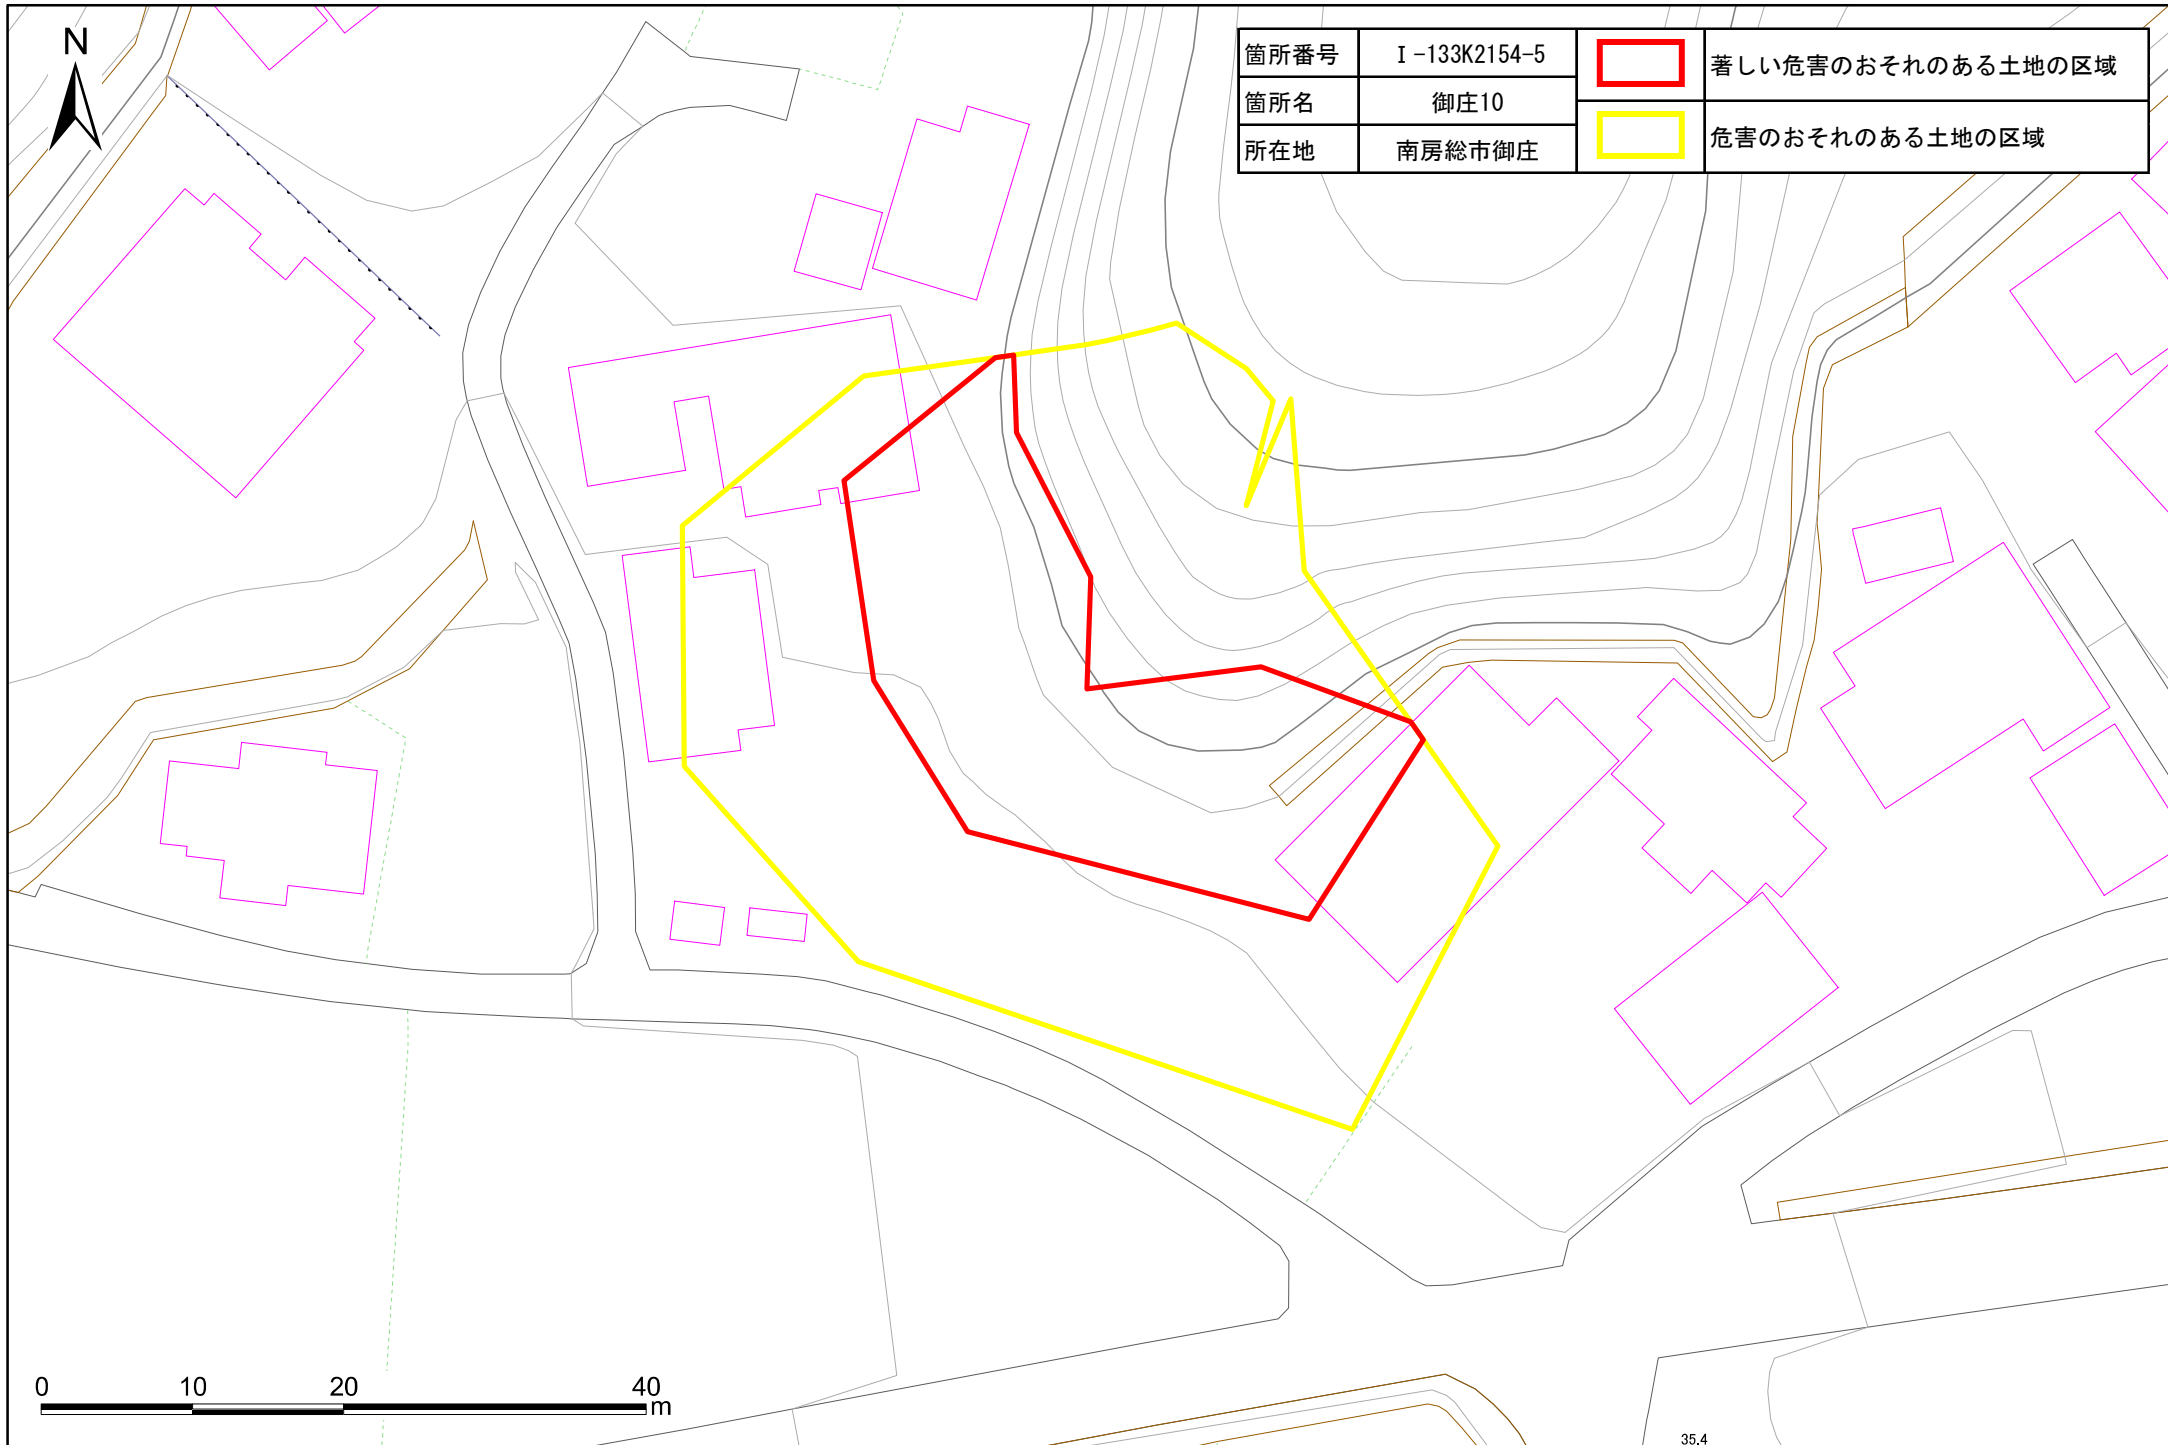 N
箇所番号 Ⅰ-133K2154-5 著しい危害のおそれのある土地の区域
箇所名 御庄10
危害のおそれのある土地の区域
所在地 南房総市御庄
0 10 20 40
m
35.4